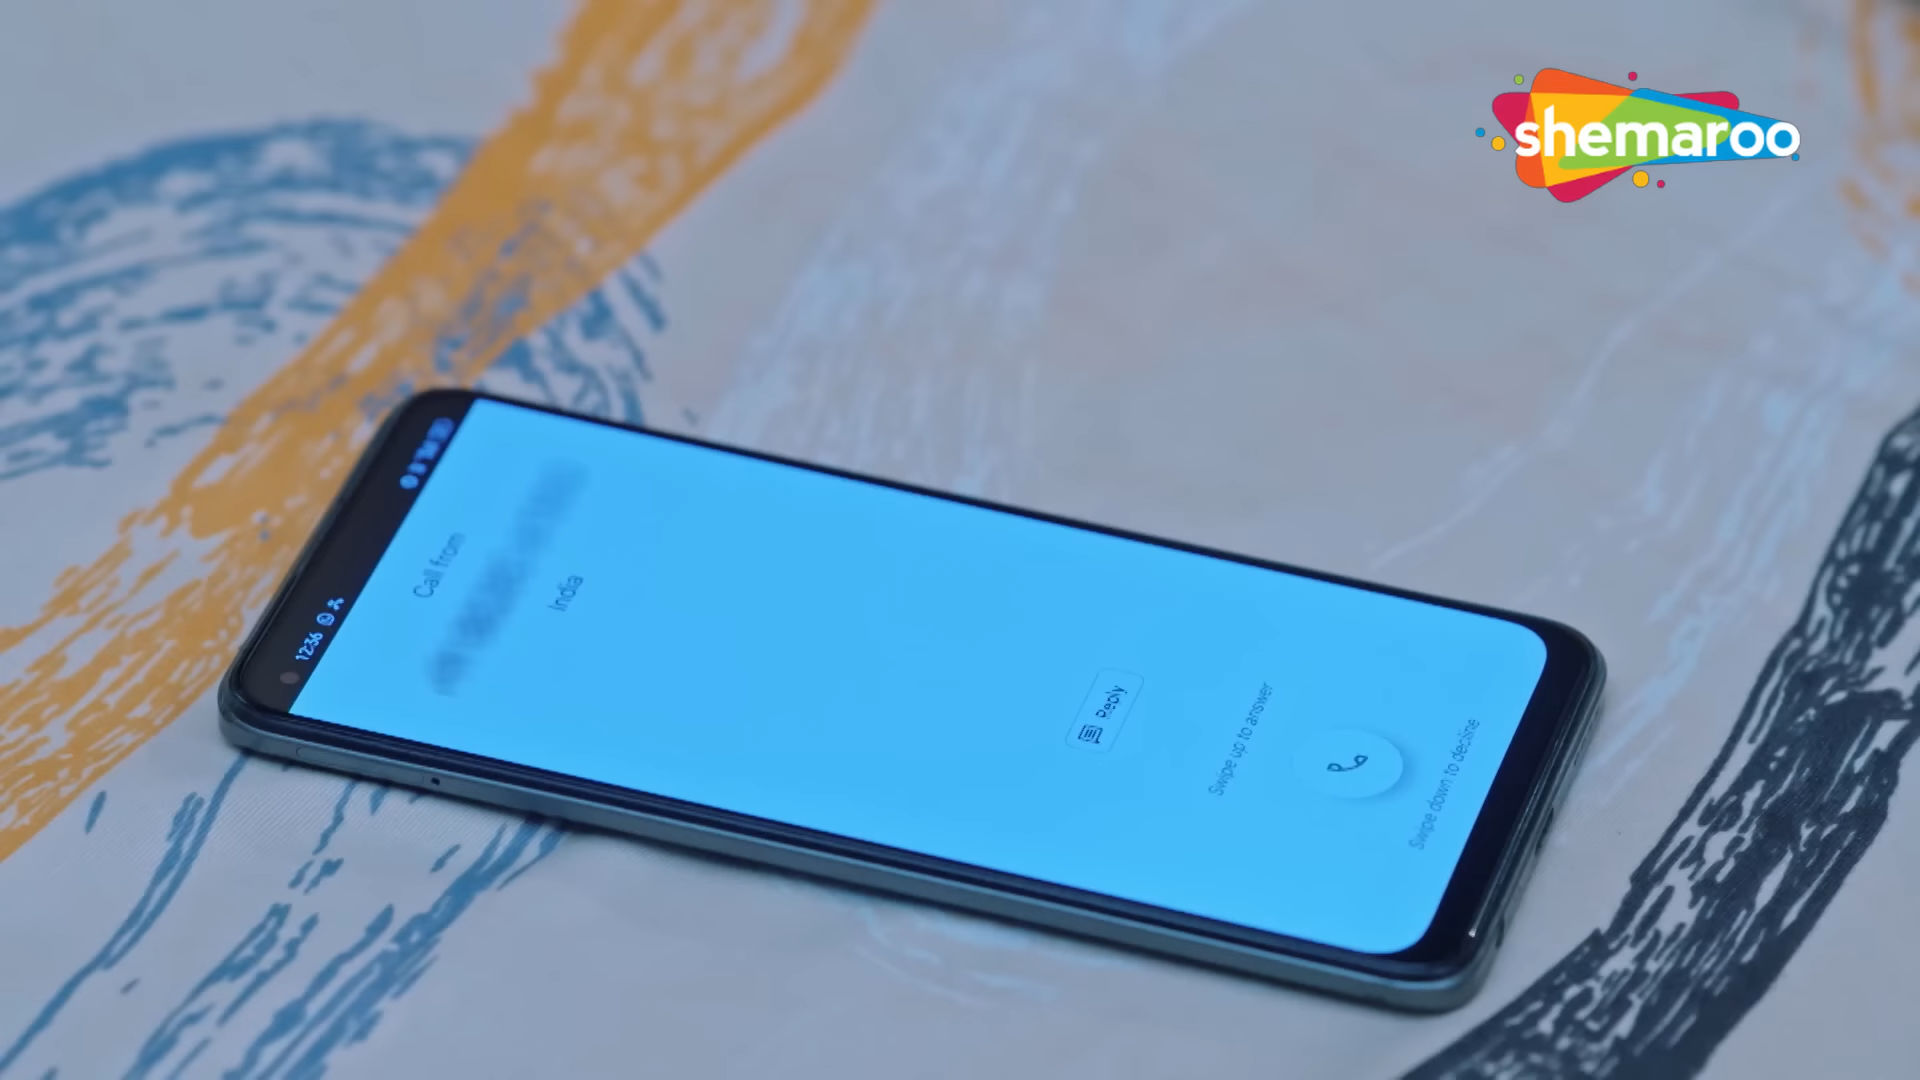 shemaroo
12:36
Call from
India
Reply
Swipe up to answer
Swipe down to decline